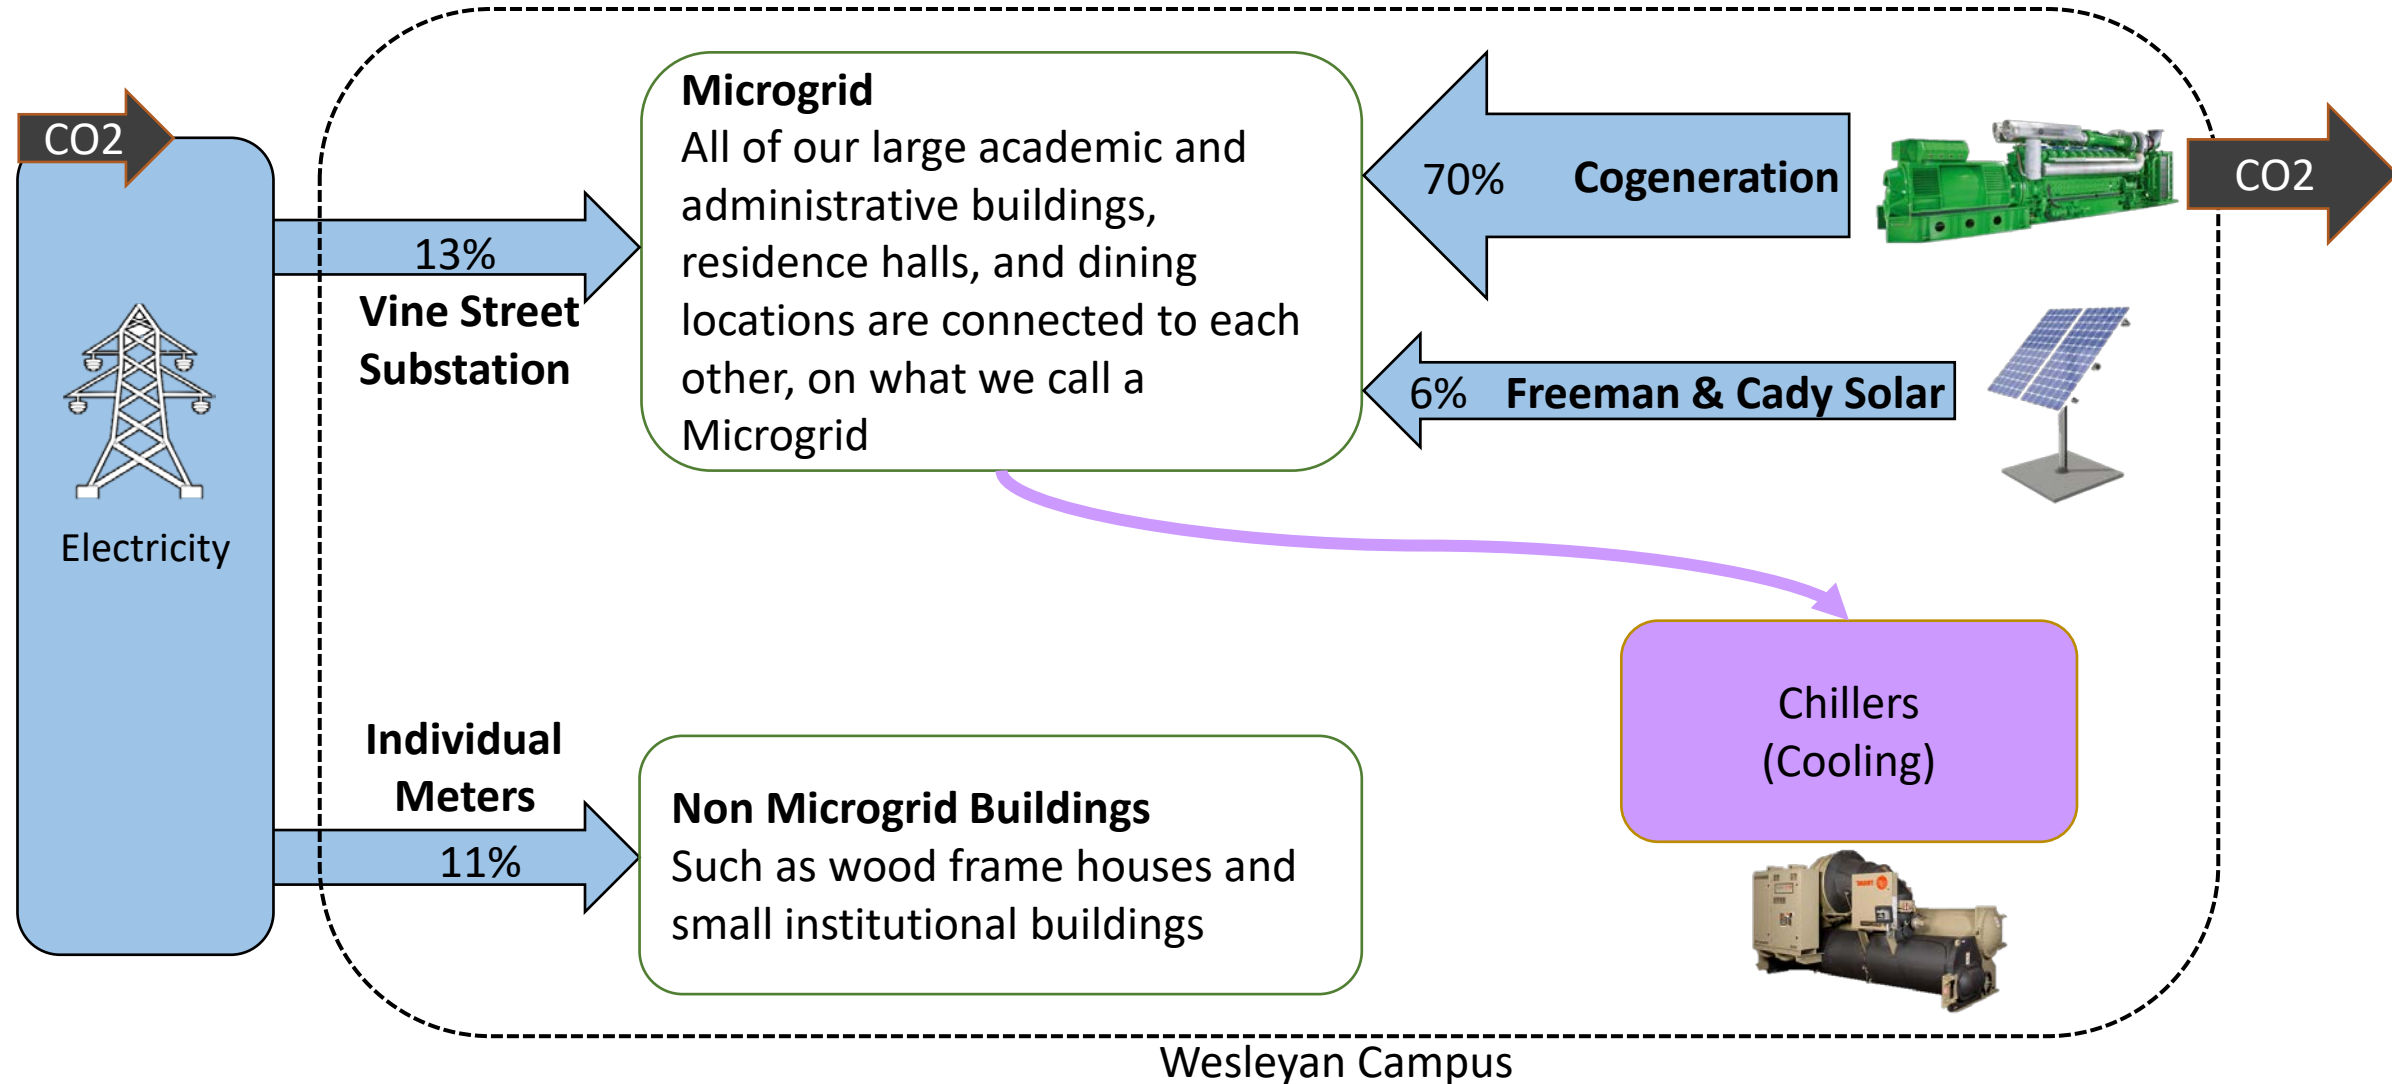 CO2
Electricity
13%
Vine Street
Substation
Individual
Meters
11%
Microgrid
All of our large academic and
administrative buildings,
residence halls, and dining
locations are connected to each
other, on what we call a
Microgrid
Non Microgrid Buildings
Such as wood frame houses and
small institutional buildings
70% Cogeneration
CO2
6% Freeman & Cady Solar
Chillers
(Cooling)
Wesleyan Campus